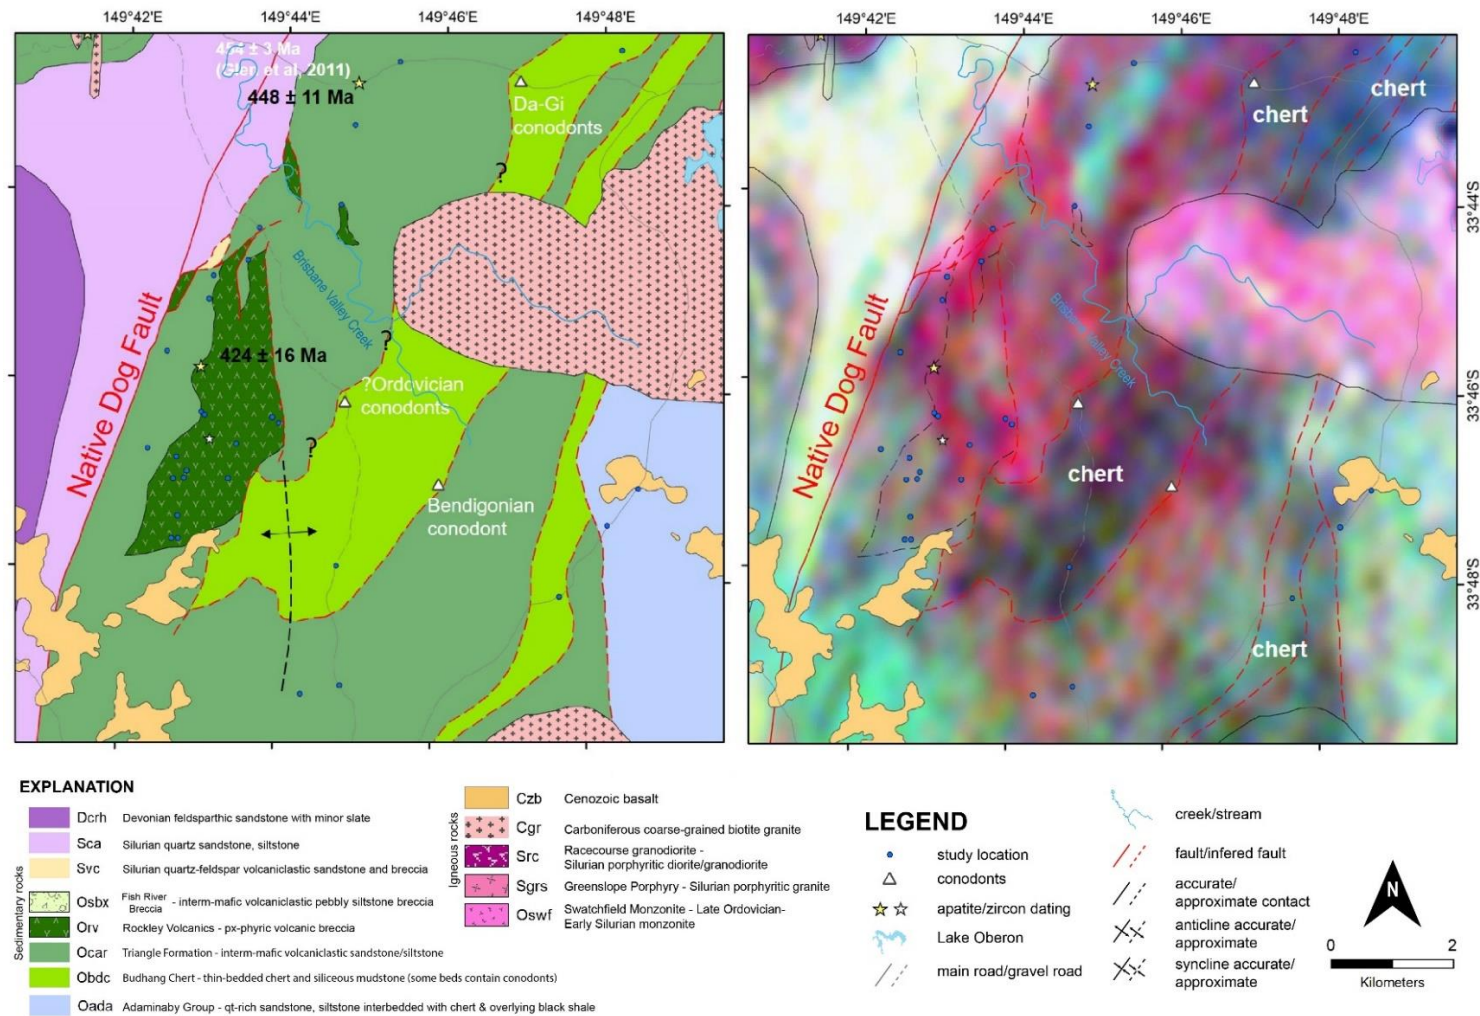 149°42'E 149°44'E 149°46'E 149°48'E
149°42'E 149°44'E 149°46'E 149°48'E
454 ± 3 Ma
(Glen et al, 2011)
448 ± 11 Ma
Da-Gi
conodonts
?
Brisbane Valley Creek
Native Dog Fault
424 ± 16 Ma
?
?Ordovician
conodonts
?
Bendigonian
conodont
chert
chert
Brisbane Valley Creek
Native Dog Fault
chert
chert
33°44'S
33°46'S
33°48'S
EXPLANATION
Sedimentary rocks
Dcrh Devonian feldsparthic sandstone with minor slate
Sca Silurian quartz sandstone, siltstone
Svc Silurian quartz-feldspar volcaniclastic sandstone and breccia
Osbx Fish River Breccia - interm-mafic volcaniclastic pebbly siltstone breccia
Orv Rockley Volcanics - px-phyric volcanic breccia
Ocar Triangle Formation - interm-mafic volcaniclastic sandstone/siltstone
Obdc Budhang Chert - thin-bedded chert and siliceous mudstone (some beds contain conodonts)
Oada Adaminaby Group - qt-rich sandstone, siltstone interbedded with chert & overlying black shale
Igneous rocks
Czb Cenozoic basalt
Cgr Carboniferous coarse-grained biotite granite
Src Racecourse granodiorite -
Silurian porphyritic diorite/granodiorite
Sgrs Greenslope Porphyry - Silurian porphyritic granite
Oswf Swatchfield Monzonite - Late Ordovician-
Early Silurian monzonite
LEGEND
study location
conodonts
apatite/zircon dating
Lake Oberon
main road/gravel road
creek/stream
fault/infered fault
accurate/
approximate contact
anticline accurate/
approximate
syncline accurate/
approximate
N
0 2
Kilometers